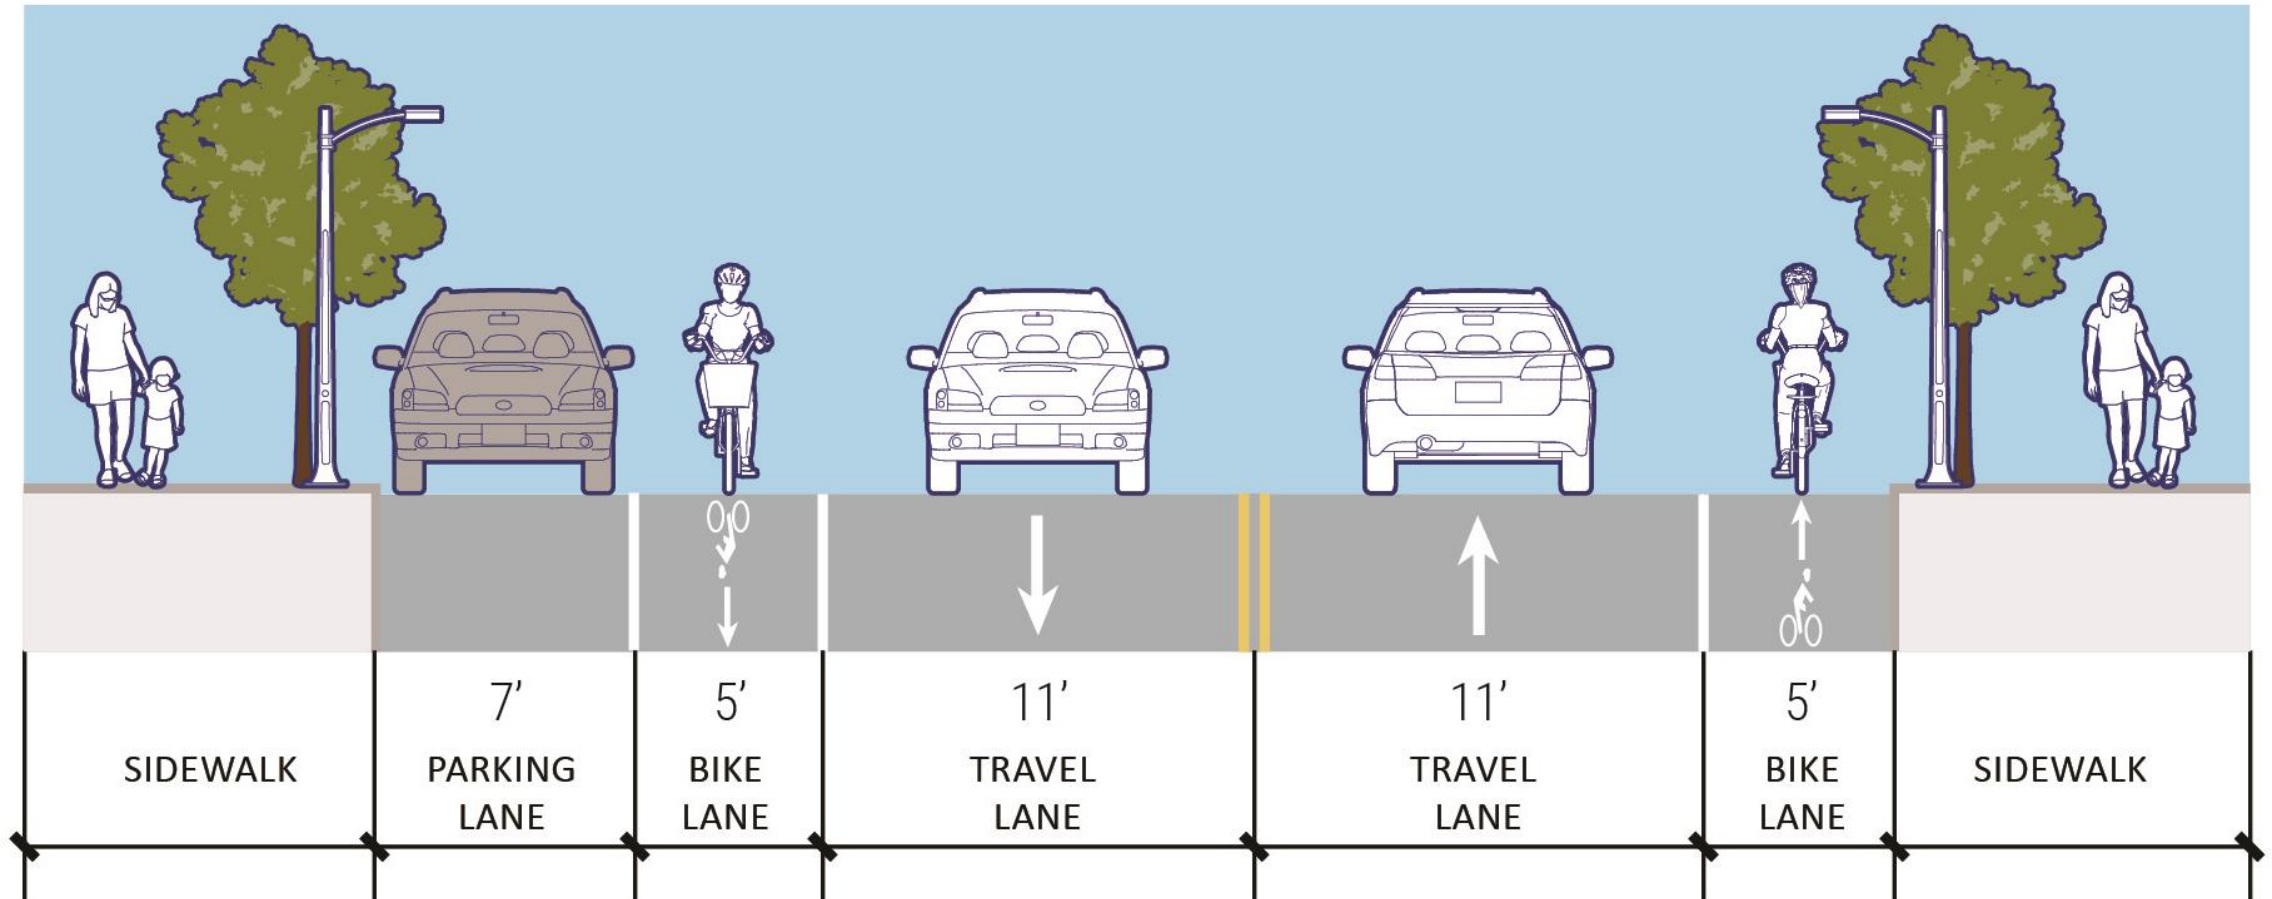 7’
5’
11’
11’
5’
SIDEWALK
PARKING
LANE
BIKE
LANE
TRAVEL
LANE
TRAVEL
LANE
BIKE
LANE
SIDEWALK